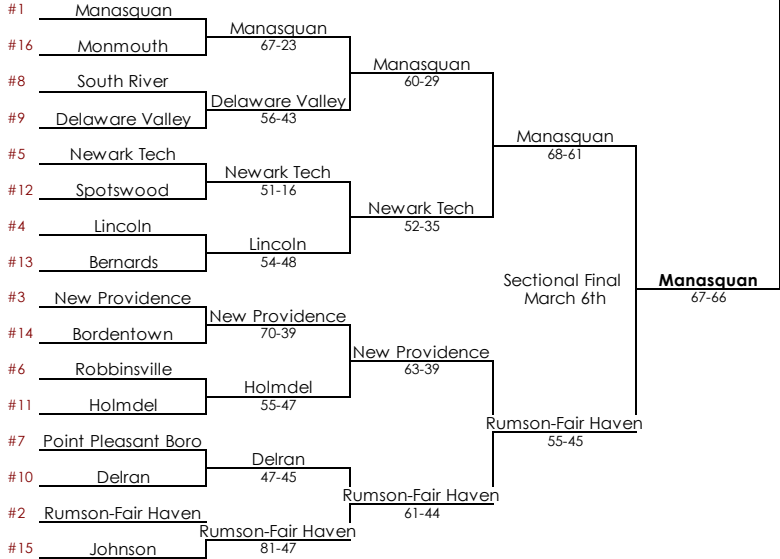 #1 Manasquan
#16 Monmouth
#8 South River
#9 Delaware Valley
#5 Newark Tech
#12 Spotswood
#4 Lincoln
#13 Bernards
#3 New Providence
#14 Bordentown
#6 Robbinsville
#11 Holmdel
#7 Point Pleasant Boro
#10 Delran
#2 Rumson-Fair Haven
#15 Johnson
Manasquan
67-23
Delaware Valley
56-43
Newark Tech
51-16
Lincoln
54-48
New Providence
70-39
Holmdel
55-47
Delran
47-45
Rumson-Fair Haven
81-47
Manasquan
60-29
Newark Tech
52-35
New Providence
63-39
Rumson-Fair Haven
61-44
Manasquan
68-61
Rumson-Fair Haven
55-45
Sectional Final
March 6th
Manasquan
67-66